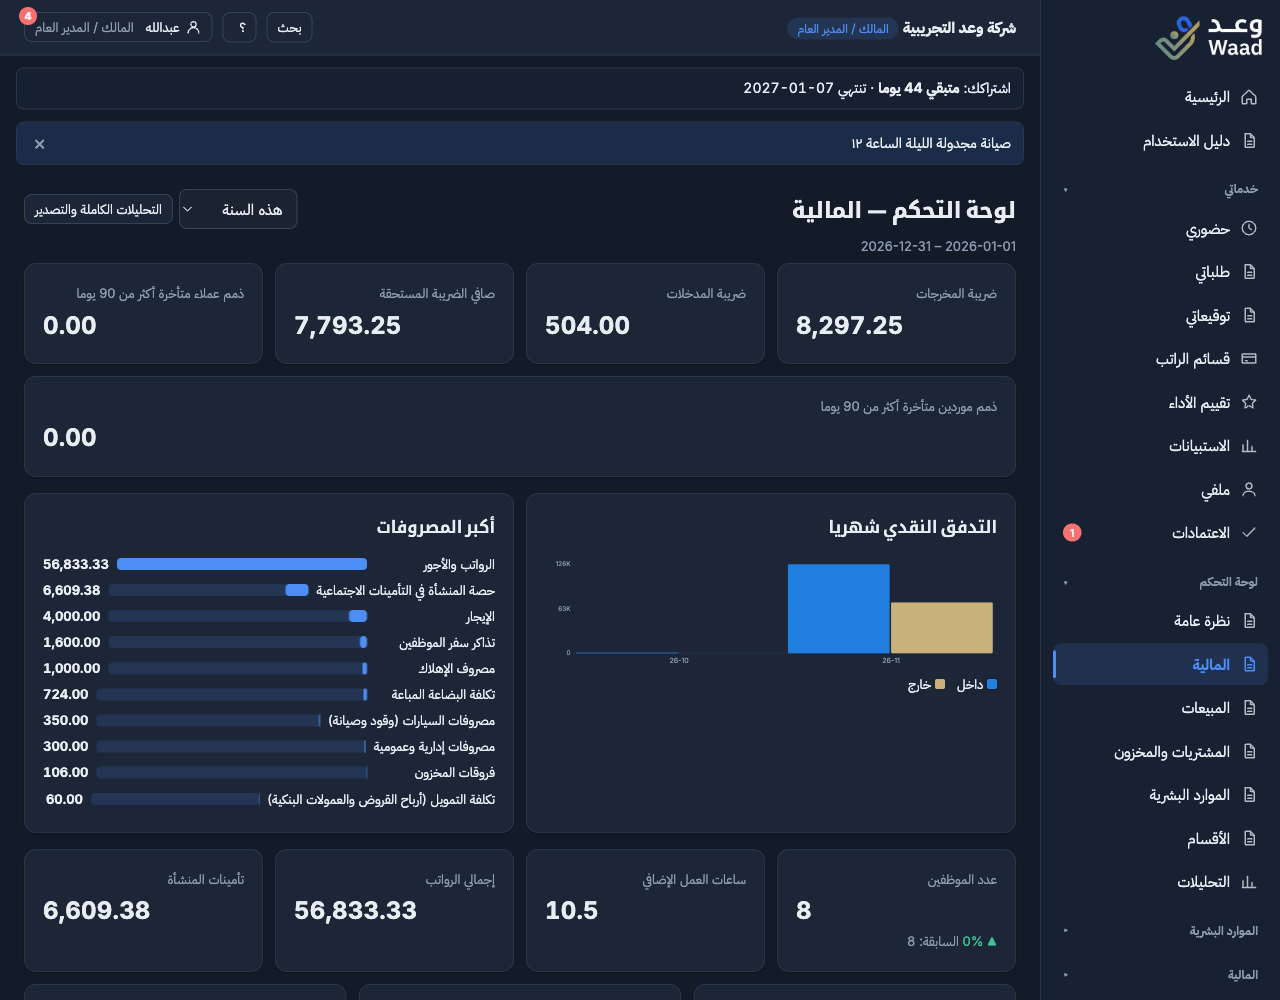 وعد
Waad
الرئيسية
دليل الاستخدام
خدماتي
حضوري
طلباتي
توقيعاتي
قسائم الراتب
تقييم الأداء
الاستبيانات
ملفي
الاعتمادات 1
لوحة التحكم
نظرة عامة
المالية
المبيعات
المشتريات والمخزون
الموارد البشرية
الأقسام
التحليلات
الموارد البشرية
المالية
شركة وعد التجريبية المالك / المدير العام
بحث
؟
عبدالله المالك / المدير العام
4
اشتراكك: متبقي 44 يوما · تنتهي 07-01-2027
صيانة مجدولة الليلة الساعة ١٢
لوحة التحكم — المالية
هذه السنة
التحليلات الكاملة والتصدير
2026-01-01 – 2026-12-31
ضريبة المخرجات
8,297.25
ضريبة المدخلات
504.00
صافي الضريبة المستحقة
7,793.25
ذمم عملاء متأخرة أكثر من 90 يوما
0.00
ذمم موردين متأخرة أكثر من 90 يوما
0.00
التدفق النقدي شهريا
126K
63K
0
26-10
26-11
داخل
خارج
أكبر المصروفات
الرواتب والأجور 56,833.33
حصة المنشأة في التأمينات الاجتماعية 6,609.38
الإيجار 4,000.00
تذاكر سفر الموظفين 1,600.00
مصروف الإهلاك 1,000.00
تكلفة البضاعة المباعة 724.00
مصروفات السيارات (وقود وصيانة) 350.00
مصروفات إدارية وعمومية 300.00
فروقات المخزون 106.00
تكلفة التمويل (أرباح القروض والعمولات البنكية) 60.00
عدد الموظفين
8
▲ 0% السابقة: 8
ساعات العمل الإضافي
10.5
إجمالي الرواتب
56,833.33
تأمينات المنشأة
6,609.38